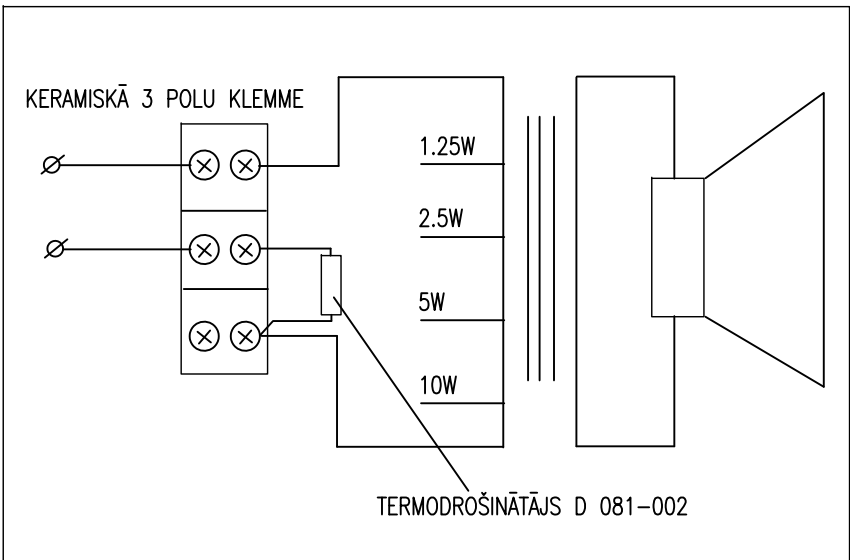 KERAMISKĀ 3 POLU KLEMME
1.25W
2.5W
5W
10W
TERMODROŠINĀTĀJS D 081-002